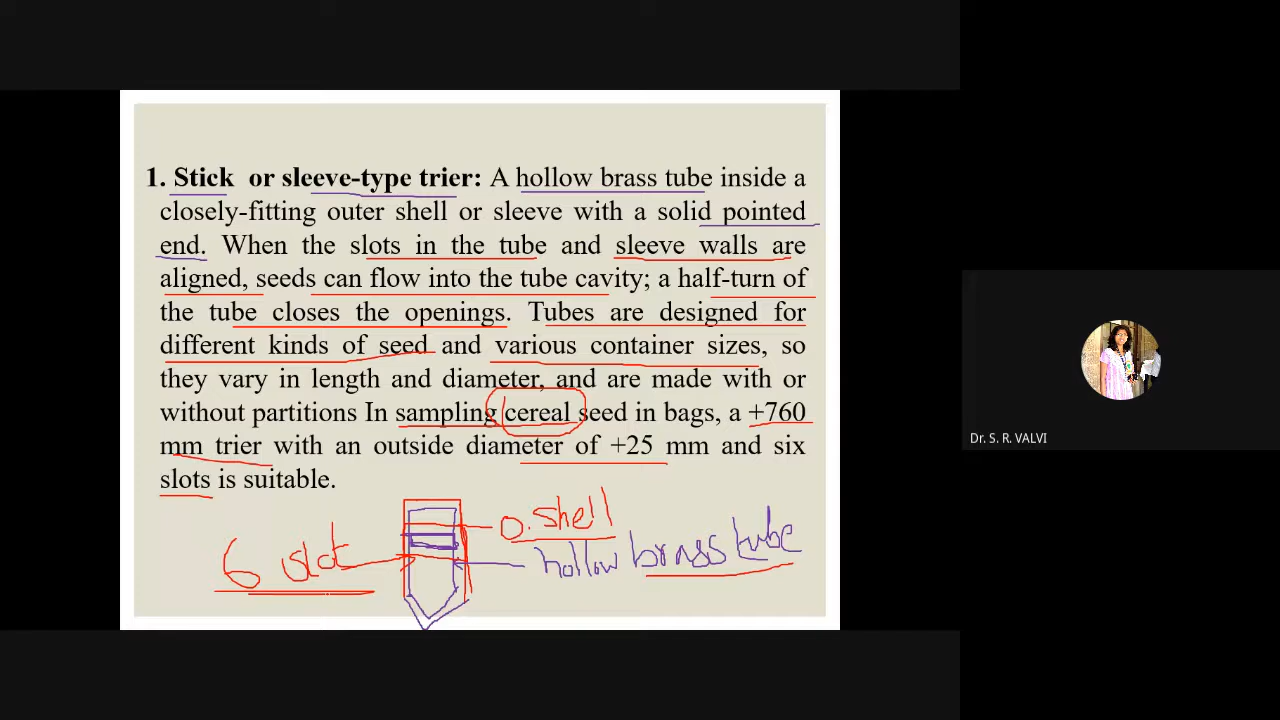 1. Stick or sleeve-type trier: A hollow brass tube inside a
closely-fitting outer shell or sleeve with a solid pointed
end. When the slots in the tube and sleeve walls are
aligned, seeds can flow into the tube cavity; a half-turn of
the tube closes the openings. Tubes are designed for
different kinds of seed and various container sizes, so
they vary in length and diameter, and are made with or
without partitions In sampling cereal seed in bags, a +760
mm trier with an outside diameter of +25 mm and six
slots is suitable.
O. shell
6 slot
hollow brass tube
Dr. S. R. VALVI